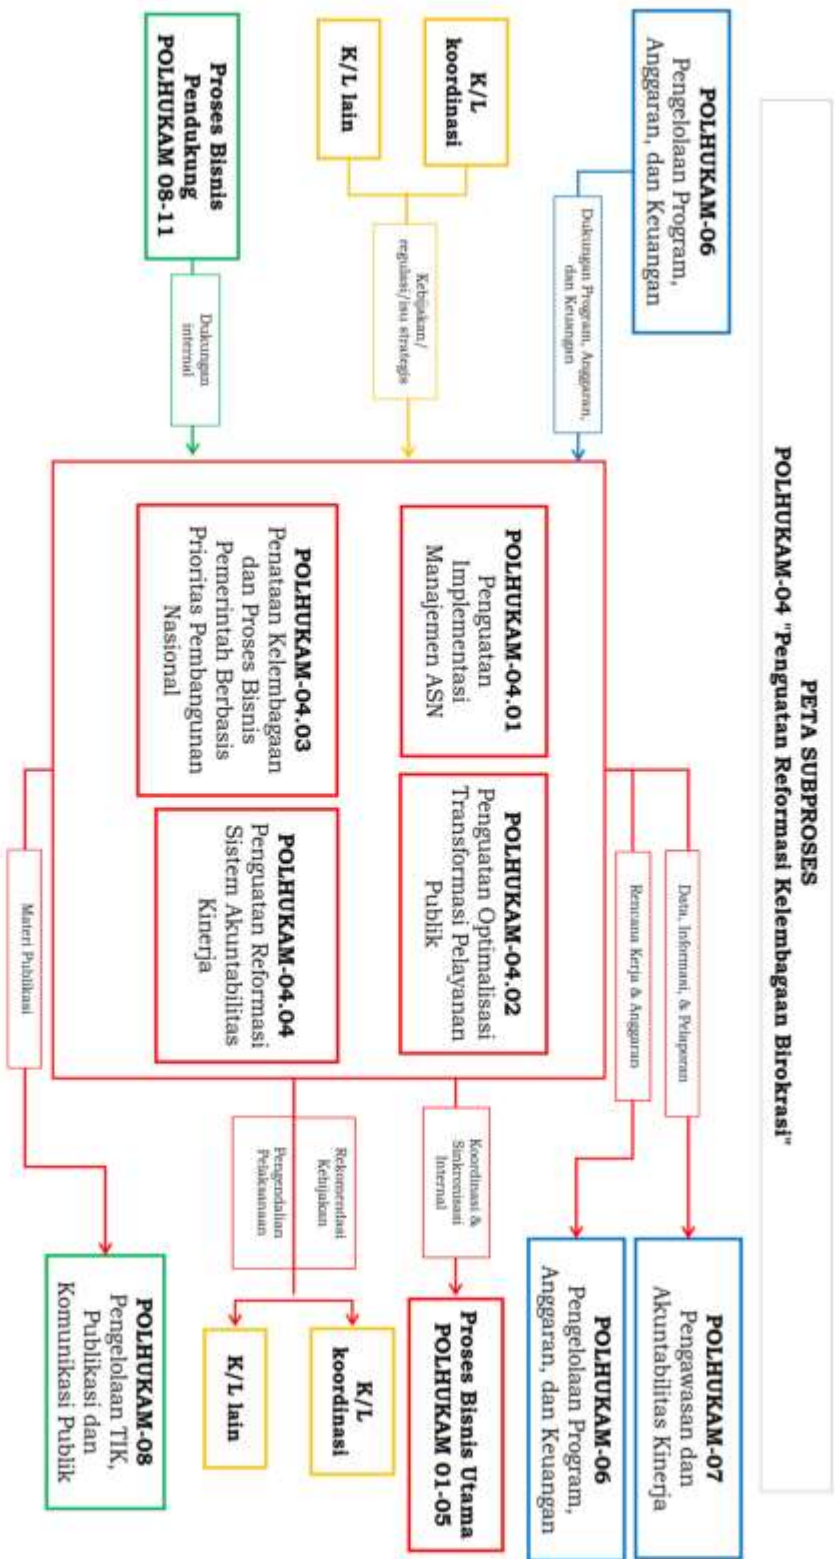 PETA SUBPROSES
POLHUKAM-04 "Penguatan Reformasi Kelembagaan Birokrasi"
POLHUKAM-06
Pengelolaan Program,
Anggaran, dan Keuangan
Dukungan Program, Anggaran,
dan Keuangan
K/L
koordinasi
K/L lain
Kebijakan/
regulasi/isu strategis
Proses Bisnis
Pendukung
POLHUKAM 08-11
Dukungan
internal
POLHUKAM-04.01
Penguatan
Implementasi
Manajemen ASN
POLHUKAM-04.02
Penguatan Optimalisasi
Transformasi Pelayanan
Publik
POLHUKAM-04.03
Penataan Kelembagaan
dan Proses Bisnis
Pemerintah Berbasis
Prioritas Pembangunan
Nasional
POLHUKAM-04.04
Penguatan Reformasi
Sistem Akuntabilitas
Kinerja
Data, Informasi, & Pelaporan
Rencana Kerja & Anggaran
Koordinasi &
Sinkronisasi
Internal
Rekomendasi
Kebijakan
Pengendalian
Pelaksanaan
Materi Publikasi
POLHUKAM-07
Pengawasan dan
Akuntabilitas Kinerja
POLHUKAM-06
Pengelolaan Program,
Anggaran, dan Keuangan
Proses Bisnis Utama
POLHUKAM 01-05
K/L
koordinasi
K/L lain
POLHUKAM-08
Pengelolaan TIK,
Publikasi dan
Komunikasi Publik